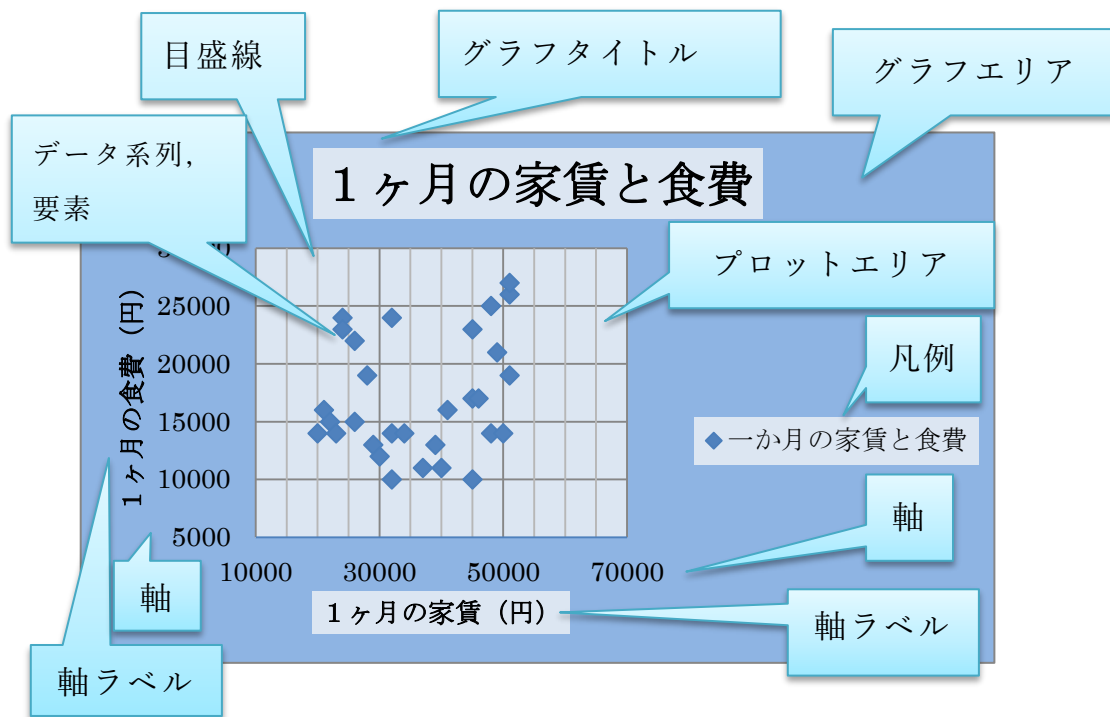 目盛線
グラフタイトル
グラフエリア
データ系列,
要素
１ヶ月の家賃と食費
プロットエリア
25000
20000
15000
10000
5000
１ヶ月の食費（円）
凡例
◆一か月の家賃と食費
軸
10000 30000 50000 70000
１ヶ月の家賃（円）
軸
軸ラベル
軸ラベル